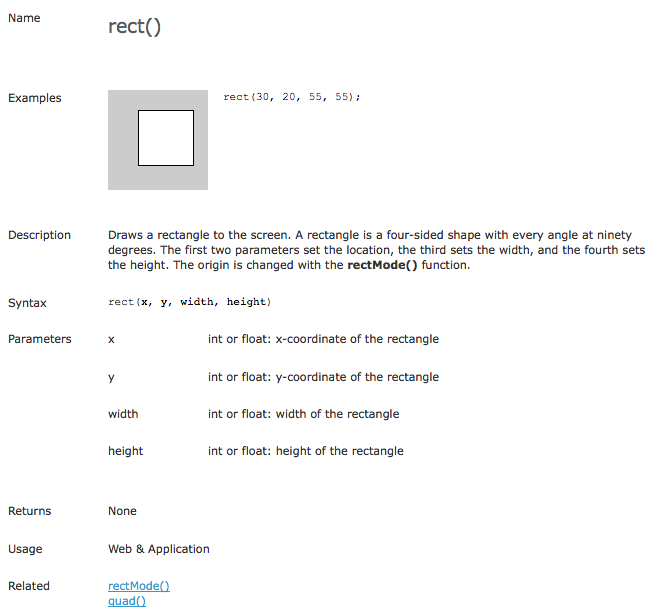 Name
rect()
Examples
rect(30, 20, 55, 55);
Description
Draws a rectangle to the screen. A rectangle is a four-sided shape with every angle at ninety
degrees. The first two parameters set the location, the third sets the width, and the fourth sets
the height. The origin is changed with the rectMode() function.
Syntax
rect(x, y, width, height)
Parameters
x
int or float: x-coordinate of the rectangle
y
int or float: y-coordinate of the rectangle
width
int or float: width of the rectangle
height
int or float: height of the rectangle
Returns
None
Usage
Web & Application
Related
rectMode()
quad()